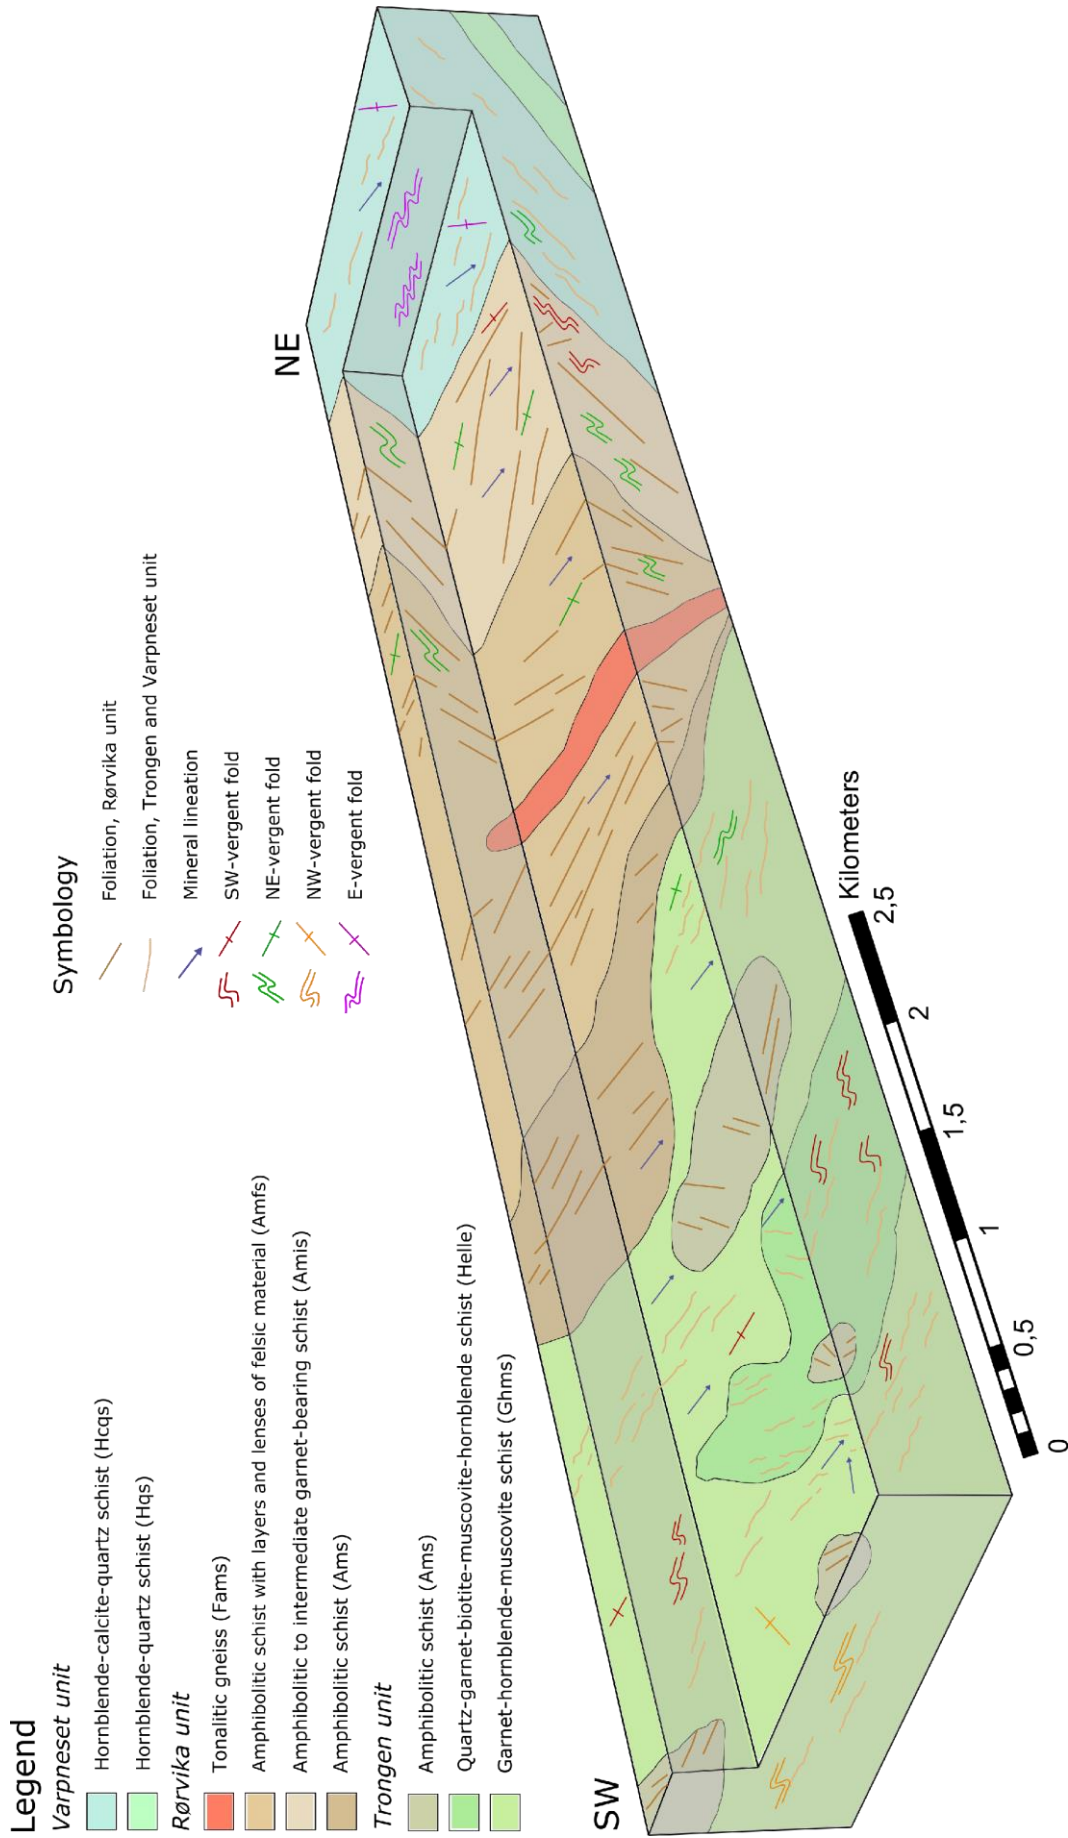 Legend
Varpneset unit
Hornblende-calcite-quartz schist (Hcqs)
Hornblende-quartz schist (Hqs)
Rørvika unit
Tonalitic gneiss (Fams)
Amphibolitic schist with layers and lenses of felsic material (Amfs)
Amphibolitic to intermediate garnet-bearing schist (Amis)
Amphibolitic schist (Ams)
Trongen unit
Amphibolitic schist (Ams)
Quartz-garnet-biotite-muscovite-hornblende schist (Helle)
Garnet-hornblende-muscovite schist (Ghms)
Symbology
Foliation, Rørvika unit
Foliation, Trongen and Varpneset unit
Mineral lineation
SW-vergent fold
NE-vergent fold
NW-vergent fold
E-vergent fold
SW
NE
Kilometers
0
0,5
1
1,5
2
2,5